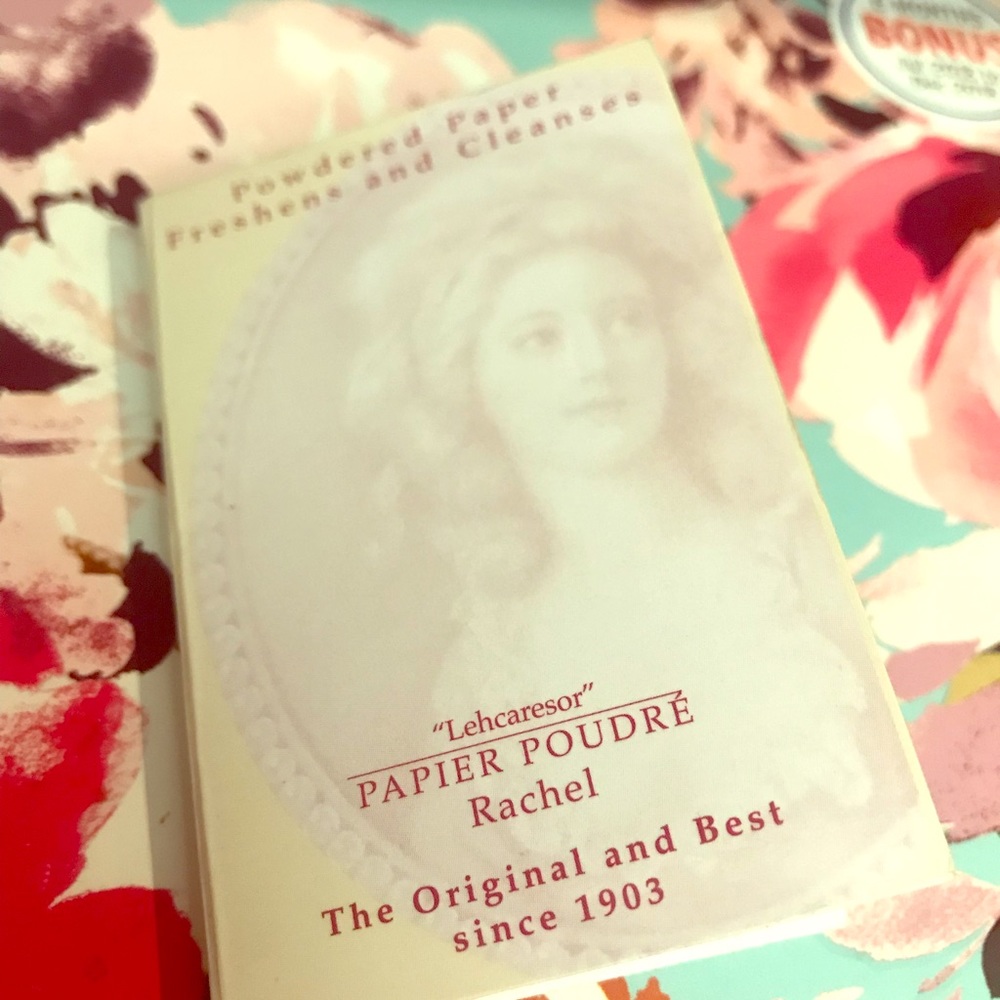 Powdered Paper
Freshens and Cleanses
"Lehcaresor"
PAPIER POUDRÉ
Rachel
The Original and Best
since 1903
BONUS